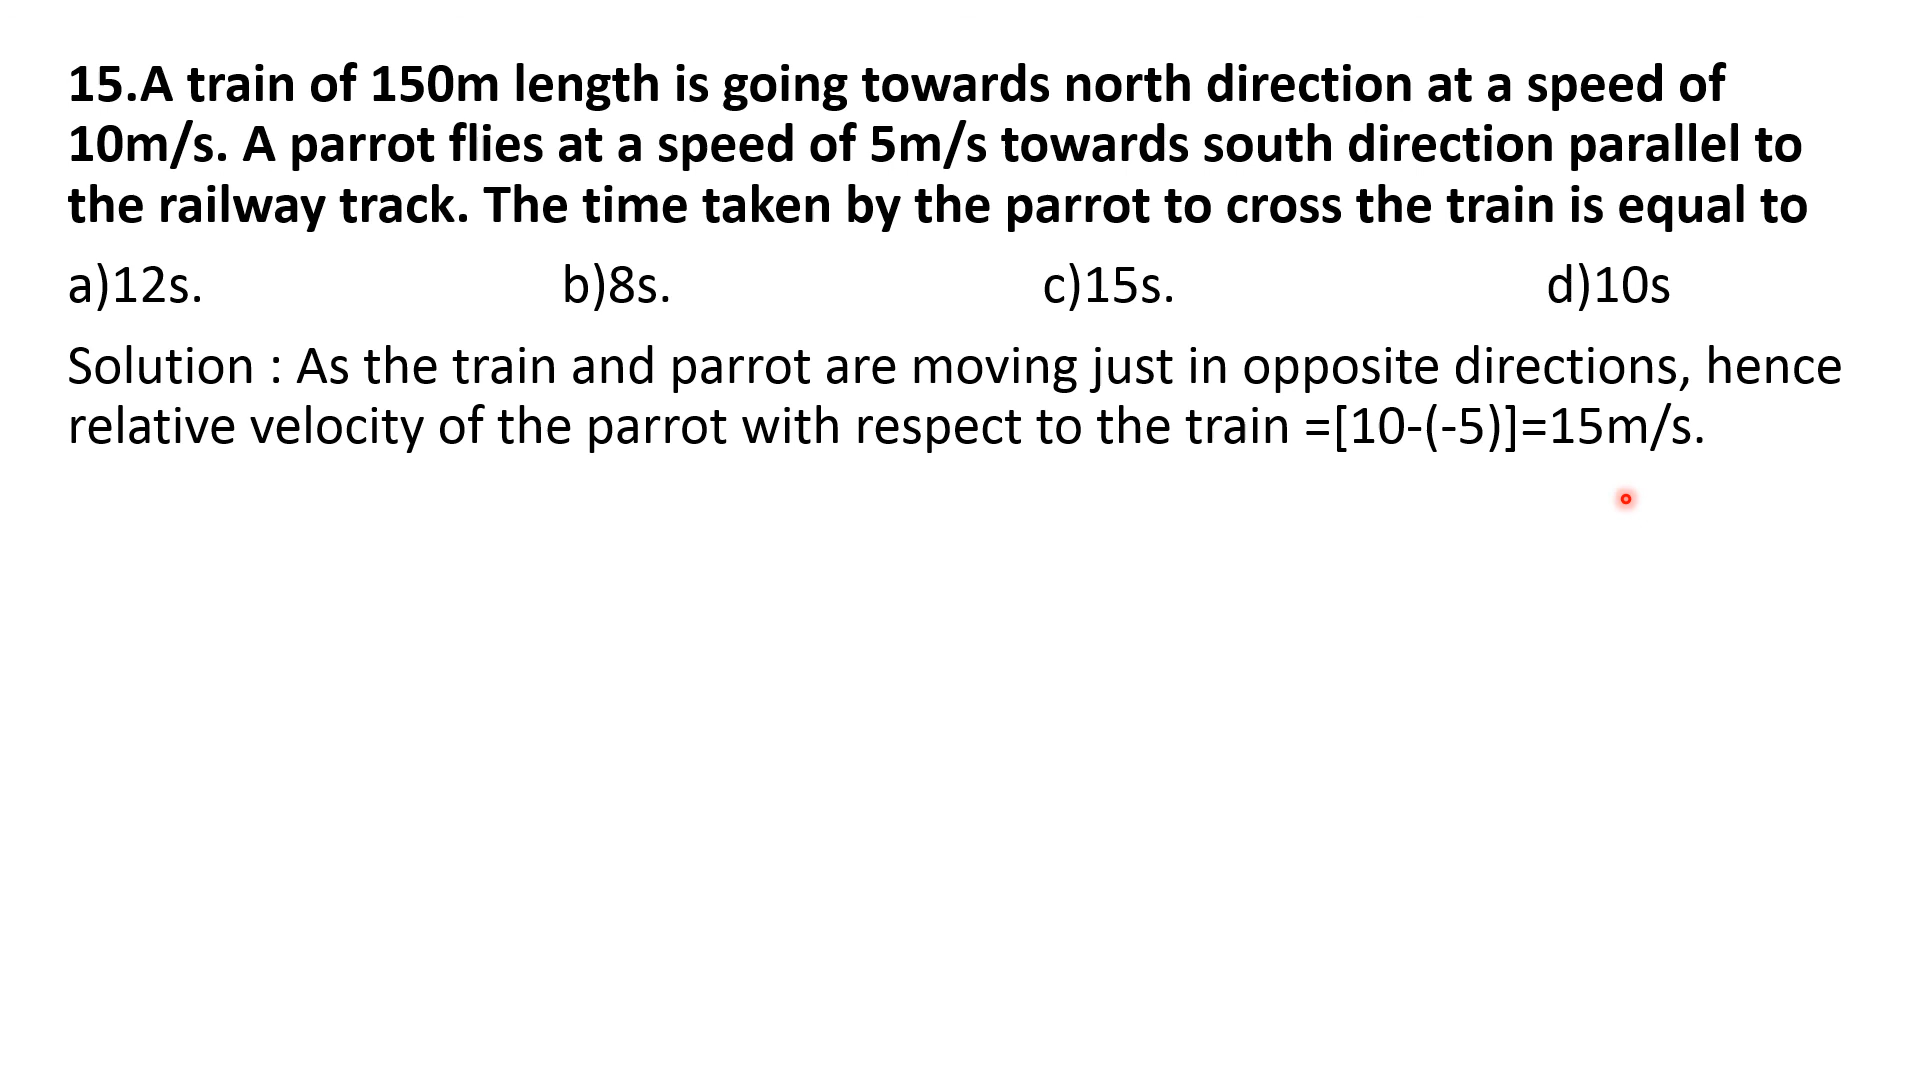 15.A train of 150m length is going towards north direction at a speed of
10m/s. A parrot flies at a speed of 5m/s towards south direction parallel to
the railway track. The time taken by the parrot to cross the train is equal to
a)12s. b)8s. c)15s. d)10s
Solution : As the train and parrot are moving just in opposite directions, hence
relative velocity of the parrot with respect to the train =[10-(-5)]=15m/s.